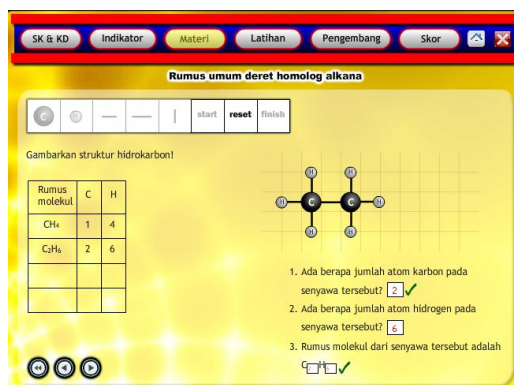 SK & KD Indikator Materi Latihan Pengembang Skor
Rumus umum deret homolog alkana
C H start reset finish
Gambarkan struktur hidrokarbon!
Rumus molekul C H
CH₄ 1 4
C₂H₆ 2 6
H H
H C C H
H H
1. Ada berapa jumlah atom karbon pada
senyawa tersebut? 2
2. Ada berapa jumlah atom hidrogen pada
senyawa tersebut? 6
3. Rumus molekul dari senyawa tersebut adalah
C H